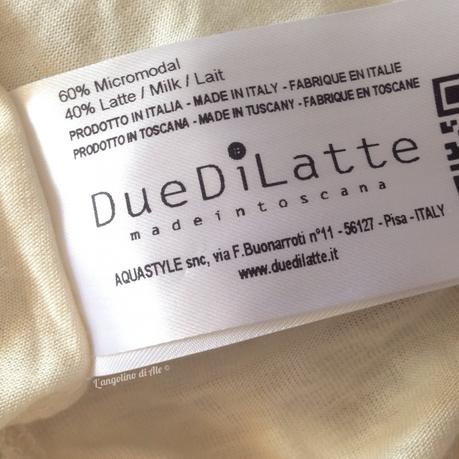 60% Micromodal
40% Latte / Milk / Lait
PRODOTTO IN ITALIA - MADE IN ITALY - FABRIQUE EN ITALIE
PRODOTTO IN TOSCANA - MADE IN TUSCANY - FABRIQUE EN TOSCANE
DueDiLatte
madeintoscana
AQUASTYLE snc, via F.Buonarroti n°11 - 56127 - Pisa - ITALY
www.duedilatte.it
L'angolino di Ale ©